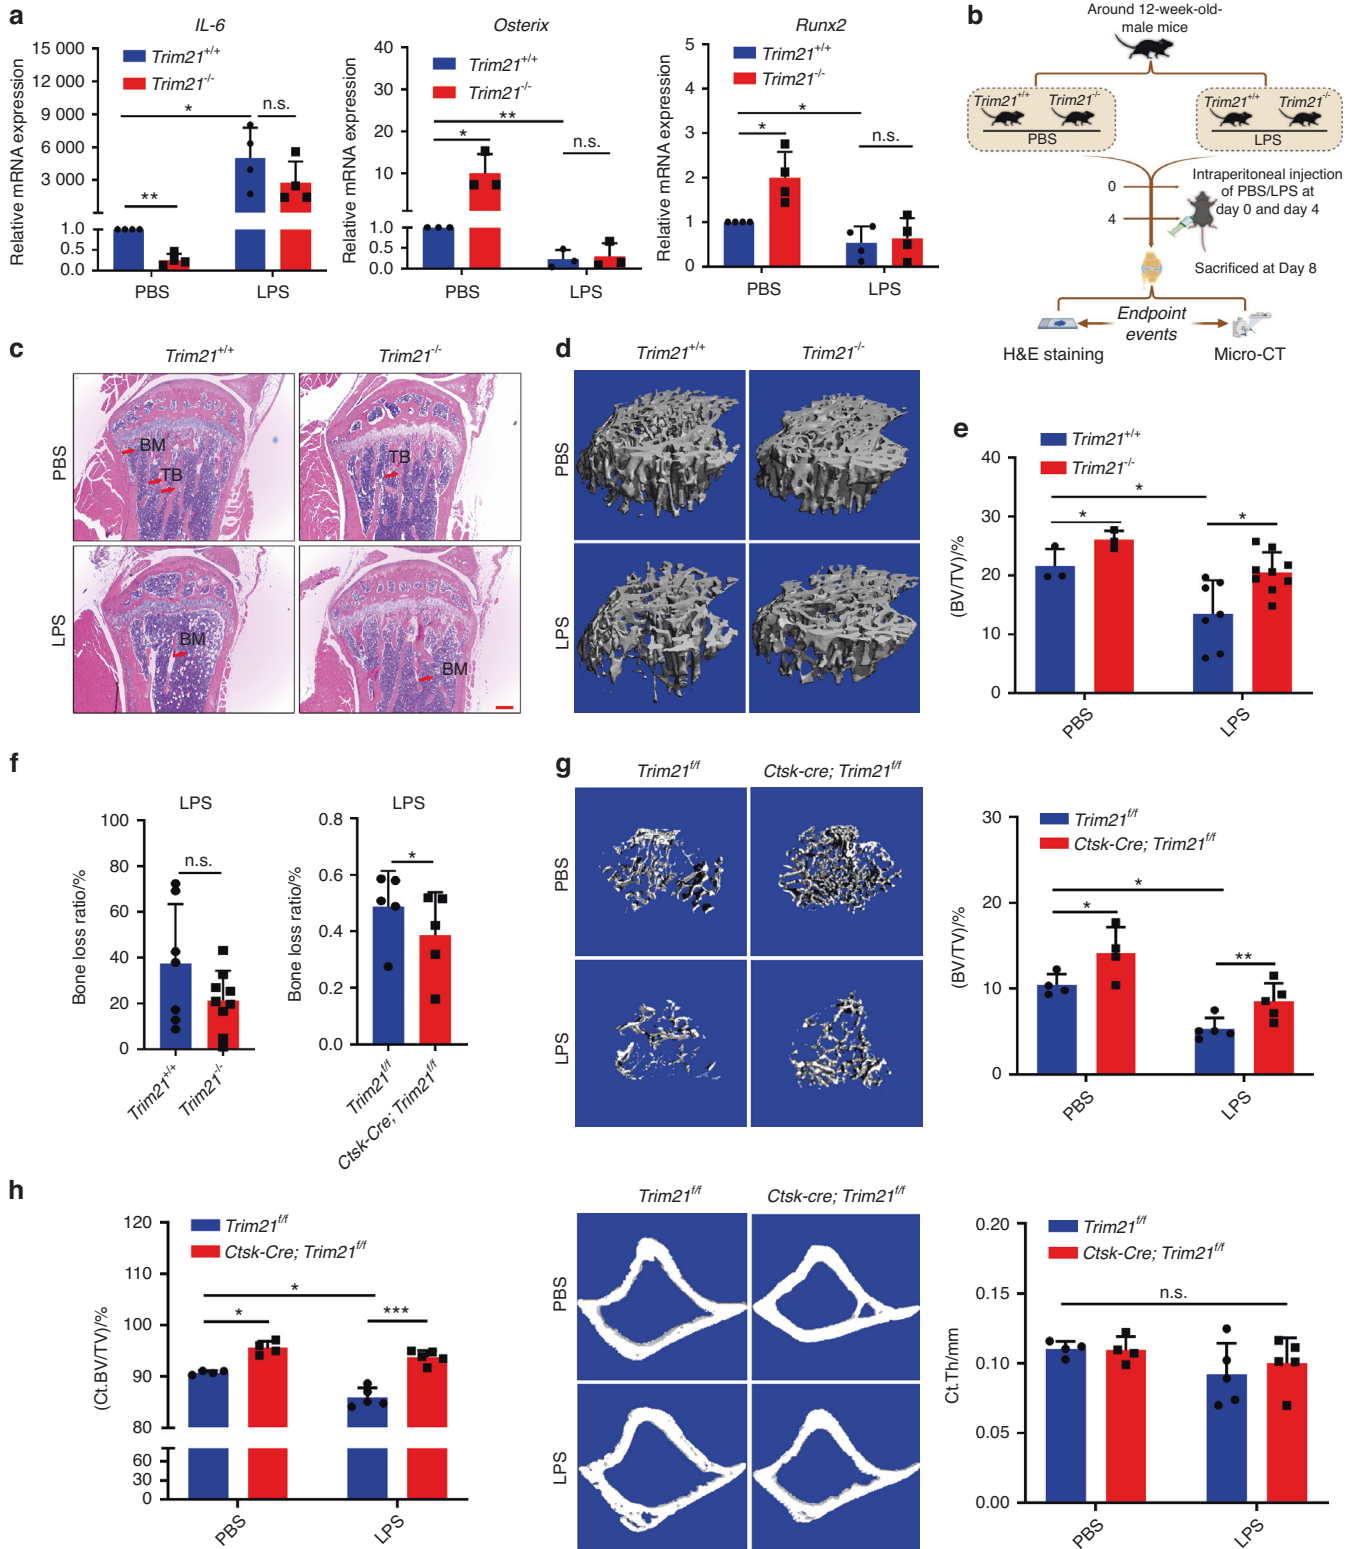 a
IL-6
Relative mRNA expression
15 000
12 000
9 000
6 000
3 000
1.0
0.5
0.0
Trim21+/+
Trim21-/-
*
n.s.
**
PBS
LPS
Osterix
Relative mRNA expression
40
30
20
10
1.0
0.5
0.0
Trim21+/+
Trim21-/-
**
*
n.s.
PBS
LPS
Runx2
Relative mRNA expression
5
4
3
2
1
0
Trim21+/+
Trim21-/-
*
*
n.s.
PBS
LPS
b
Around 12-week-old-
male mice
Trim21+/+
Trim21-/-
PBS
Trim21+/+
Trim21-/-
LPS
0
4
Intraperitoneal injection
of PBS/LPS at
day 0 and day 4
Sacrificed at Day 8
Endpoint
events
H&E staining
Micro-CT
c
Trim21+/+
Trim21-/-
PBS
BM
TB
TB
LPS
BM
BM
d
Trim21+/+
Trim21-/-
PBS
LPS
e
Trim21+/+
Trim21-/-
(BV/TV)/%
40
30
20
10
0
*
*
*
PBS
LPS
f
LPS
Bone loss ratio/%
100
80
60
40
20
0
n.s.
Trim21+/+
Trim21-/-
LPS
Bone loss ratio/%
0.8
0.6
0.4
0.2
0.0
*
Trim21f/f
Ctsk-Cre; Trim21f/f
g
Trim21f/f
Ctsk-cre; Trim21f/f
PBS
LPS
Trim21f/f
Ctsk-Cre; Trim21f/f
(BV/TV)/%
30
20
10
0
*
*
**
PBS
LPS
h
Trim21f/f
Ctsk-Cre; Trim21f/f
(Ct.BV/TV)/%
120
110
100
90
80
60
30
0
*
*
***
PBS
LPS
Trim21f/f
Ctsk-cre; Trim21f/f
PBS
LPS
Trim21f/f
Ctsk-Cre; Trim21f/f
Ct.Th/mm
0.20
0.15
0.10
0.05
0.00
n.s.
PBS
LPS